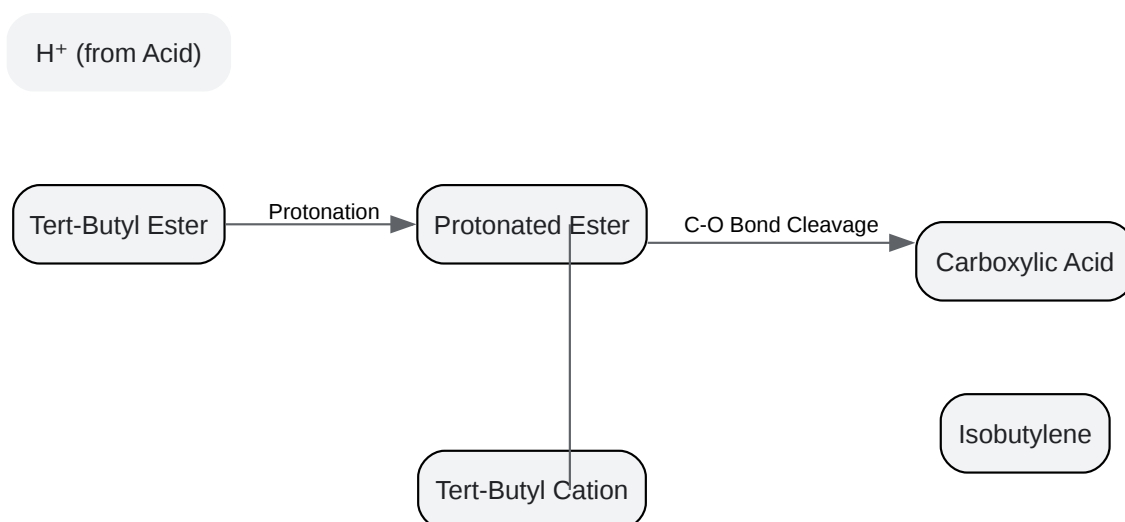 H⁺ (from Acid)
Tert-Butyl Ester
Protonation
Protonated Ester
C-O Bond Cleavage
Carboxylic Acid
Isobutylene
Tert-Butyl Cation